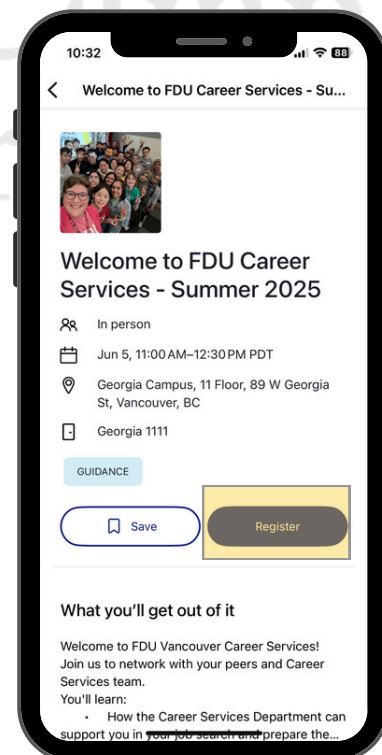 10:32
88
Welcome to FDU Career Services - Su...
Welcome to FDU Career
Services - Summer 2025
In person
Jun 5, 11:00 AM–12:30 PM PDT
Georgia Campus, 11 Floor, 89 W Georgia
St, Vancouver, BC
Georgia 1111
GUIDANCE
Save
Register
What you'll get out of it
Welcome to FDU Vancouver Career Services!
Join us to network with your peers and Career
Services team.
You'll learn:
• How the Career Services Department can
support you in your job search and prepare the...